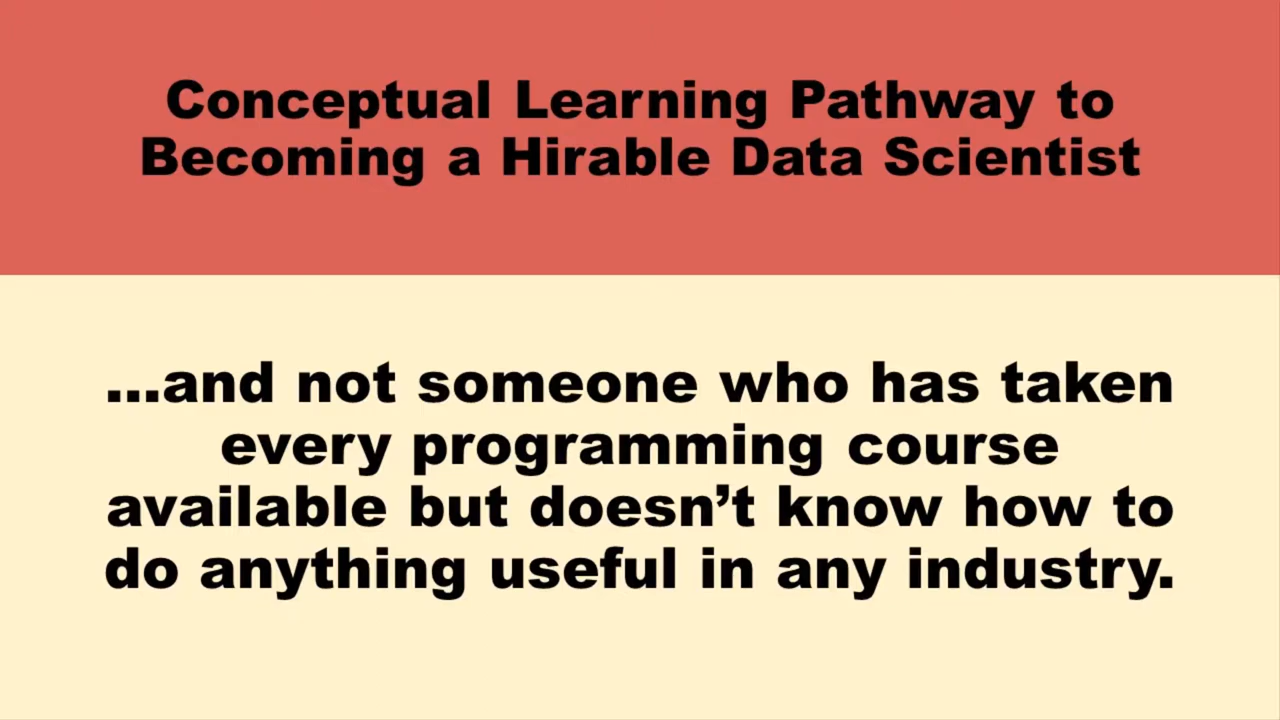 Conceptual Learning Pathway to
Becoming a Hirable Data Scientist
...and not someone who has taken
every programming course
available but doesn’t know how to
do anything useful in any industry.